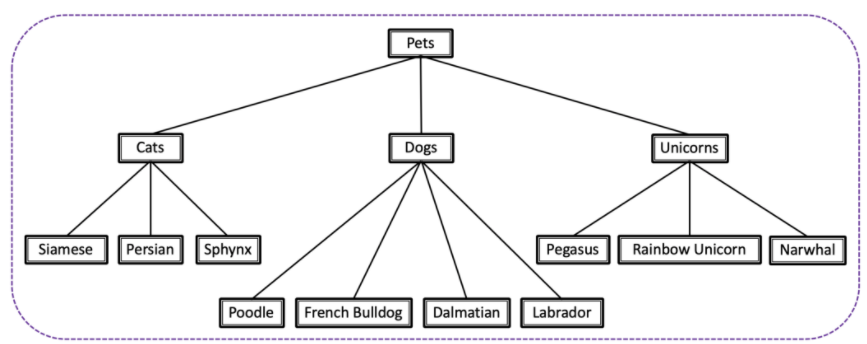 Pets
Cats
Dogs
Unicorns
Siamese
Persian
Sphynx
Pegasus
Rainbow Unicorn
Narwhal
Poodle
French Bulldog
Dalmatian
Labrador